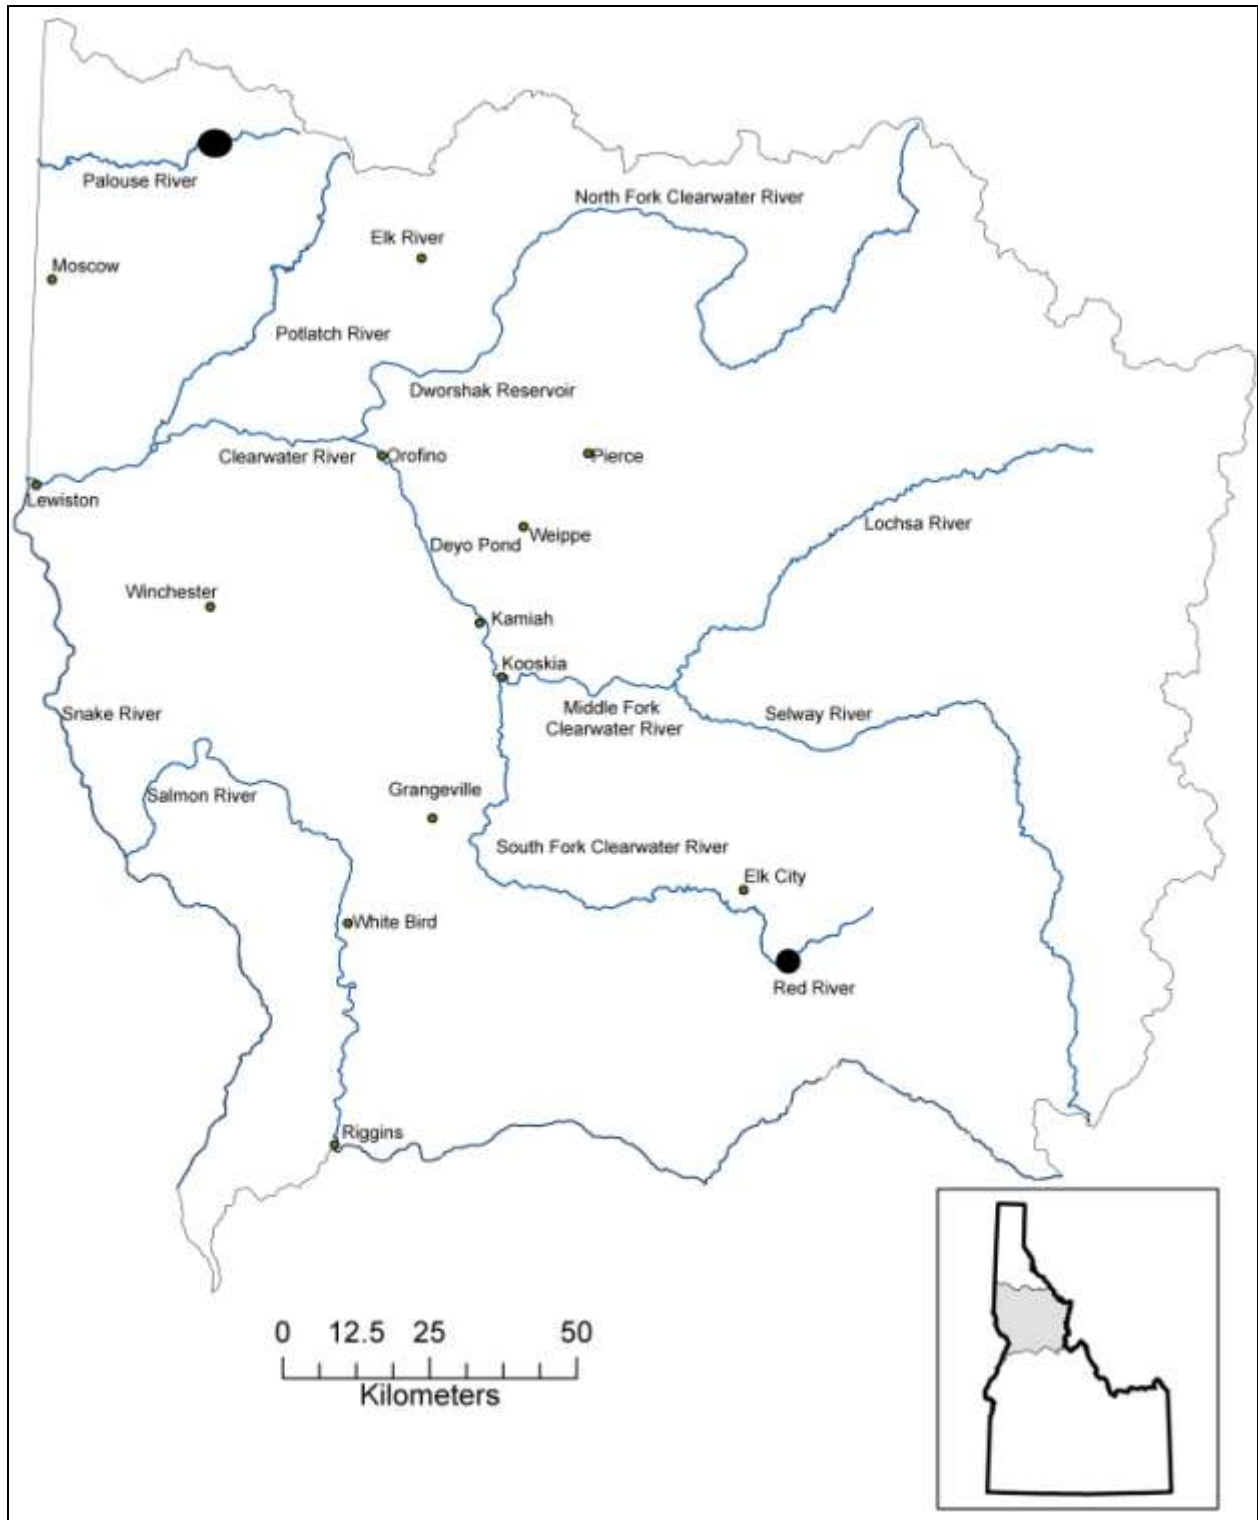 Palouse River
North Fork Clearwater River
Elk River
Moscow
Potlatch River
Dworshak Reservoir
Clearwater River
Orofino
Pierce
Lewiston
Lochsa River
Weippe
Deyo Pond
Winchester
Kamiah
Kooskia
Snake River
Middle Fork
Clearwater River
Selway River
Salmon River
Grangeville
South Fork Clearwater River
Elk City
White Bird
Red River
Riggins
0 12.5 25 50
Kilometers